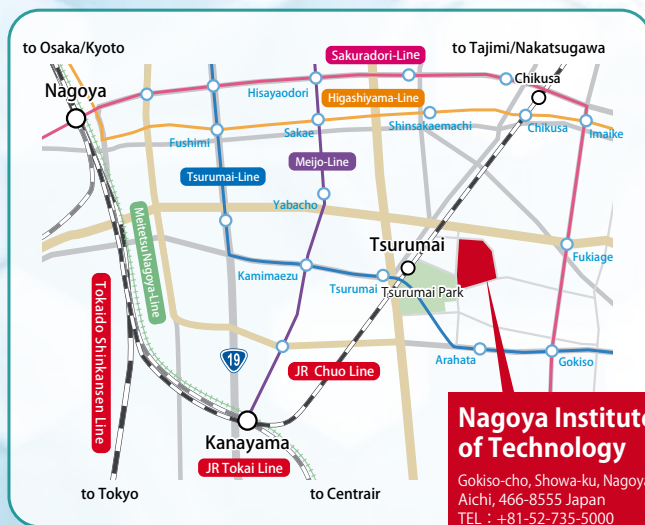 to Osaka/Kyoto
to Tajimi/Nakatsugawa
Sakuradori-Line
Chikusa
Nagoya
Hisayaodori
Higashiyama-Line
Shinsakaemachi
Chikusa
Imaike
Fushimi
Sakae
Meijo-Line
Tsurumai-Line
Yabacho
Meitetsu Nagoya-Line
Tsurumai
Fukiage
Kamimaezu
Tsurumai
Tsurumai Park
Tokaido Shinkansen Line
19
JR Chuo Line
Arahata
Gokiso
Kanayama
JR Tokai Line
to Tokyo
to Centrair
Nagoya Institute
of Technology
Gokiso-cho, Showa-ku, Nagoya
Aichi, 466-8555 Japan
TEL：+81-52-735-5000